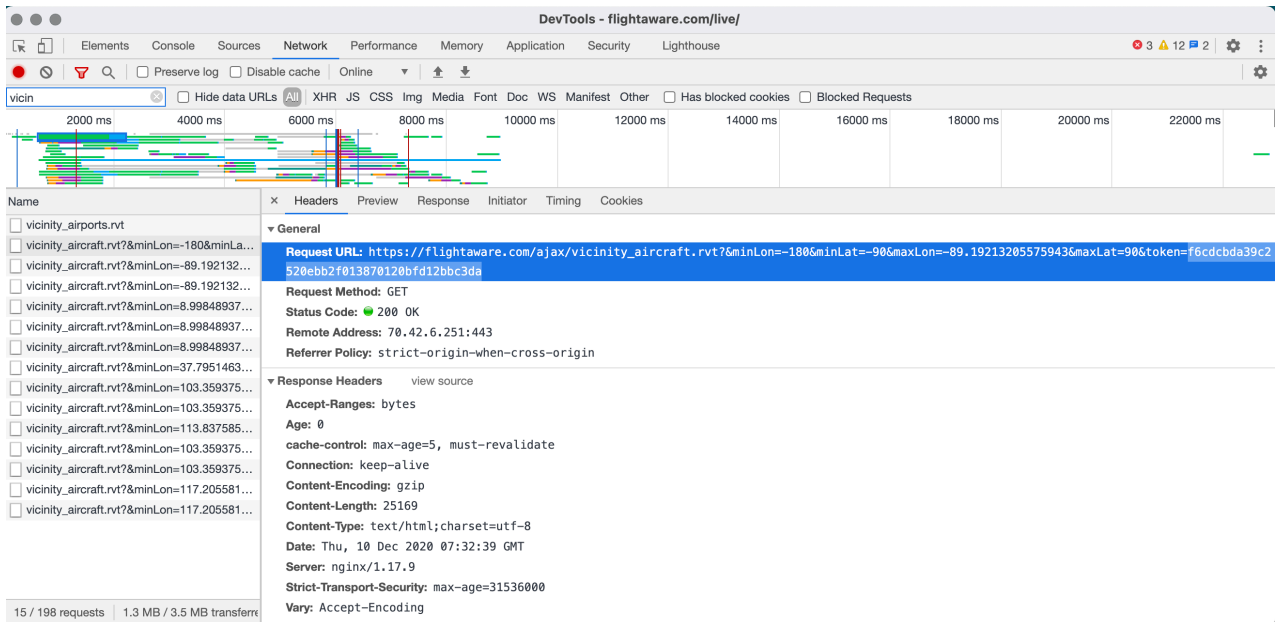 DevTools - flightaware.com/live/
Elements Console Sources Network Performance Memory Application Security Lighthouse 3 12 2
Preserve log Disable cache Online
vicin Hide data URLs All XHR JS CSS Img Media Font Doc WS Manifest Other Has blocked cookies Blocked Requests
2000 ms 4000 ms 6000 ms 8000 ms 10000 ms 12000 ms 14000 ms 16000 ms 18000 ms 20000 ms 22000 ms
Name
vicinity_airports.rvt
vicinity_aircraft.rvt?&minLon=-180&minLa...
vicinity_aircraft.rvt?&minLon=-89.192132...
vicinity_aircraft.rvt?&minLon=-89.192132...
vicinity_aircraft.rvt?&minLon=8.99848937...
vicinity_aircraft.rvt?&minLon=8.99848937...
vicinity_aircraft.rvt?&minLon=8.99848937...
vicinity_aircraft.rvt?&minLon=37.7951463...
vicinity_aircraft.rvt?&minLon=103.359375...
vicinity_aircraft.rvt?&minLon=103.359375...
vicinity_aircraft.rvt?&minLon=113.837585...
vicinity_aircraft.rvt?&minLon=103.359375...
vicinity_aircraft.rvt?&minLon=103.359375...
vicinity_aircraft.rvt?&minLon=117.205581...
vicinity_aircraft.rvt?&minLon=117.205581...
15 / 198 requests 1.3 MB / 3.5 MB transferre
× Headers Preview Response Initiator Timing Cookies
General
Request URL: https://flightaware.com/ajax/vicinity_aircraft.rvt?&minLon=-180&minLat=-90&maxLon=-89.19213205575943&maxLat=90&token=f6cdcbda39c2
520ebb2f013870120bfd12bbc3da
Request Method: GET
Status Code: 200 OK
Remote Address: 70.42.6.251:443
Referrer Policy: strict-origin-when-cross-origin
Response Headers view source
Accept-Ranges: bytes
Age: 0
cache-control: max-age=5, must-revalidate
Connection: keep-alive
Content-Encoding: gzip
Content-Length: 25169
Content-Type: text/html;charset=utf-8
Date: Thu, 10 Dec 2020 07:32:39 GMT
Server: nginx/1.17.9
Strict-Transport-Security: max-age=31536000
Vary: Accept-Encoding